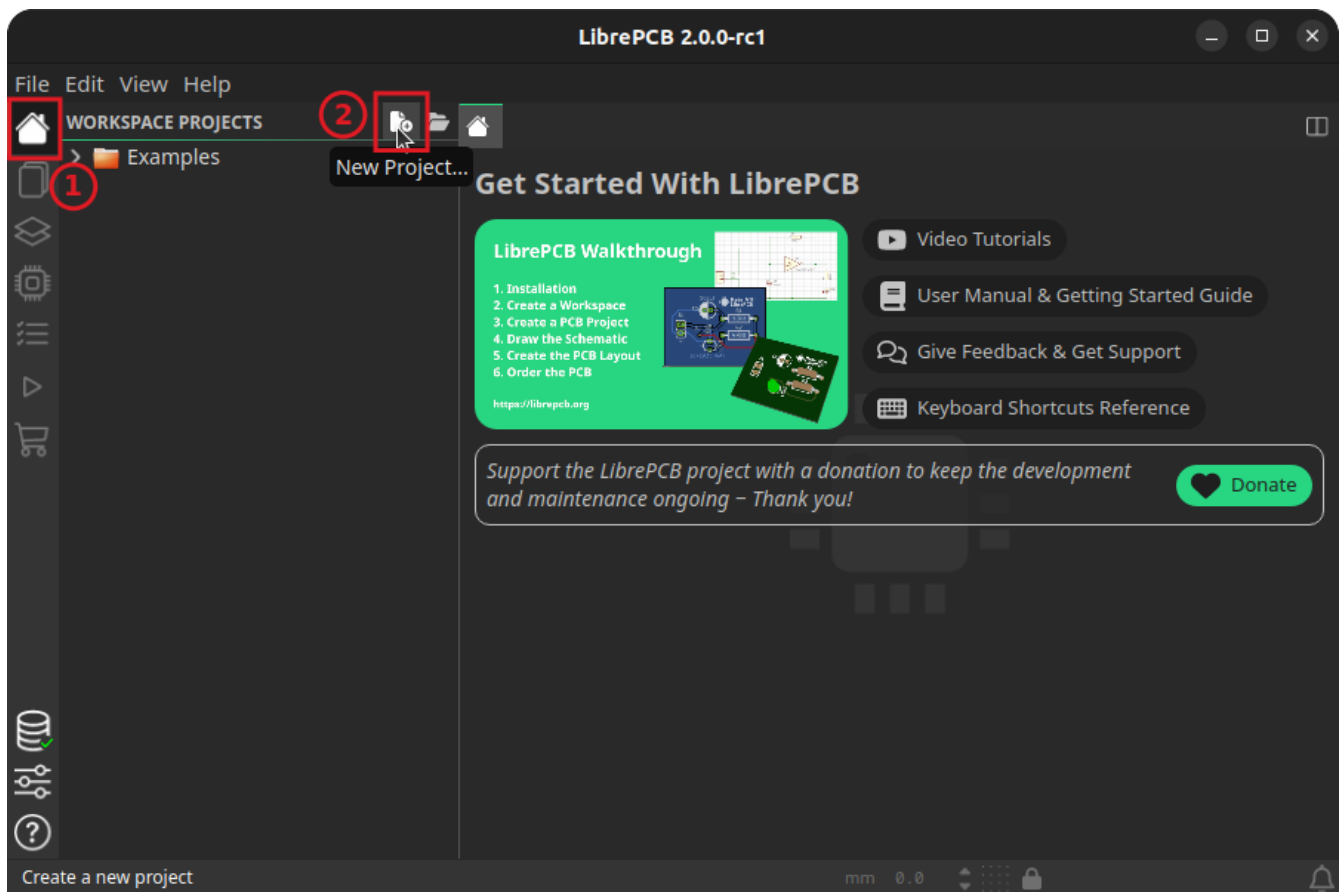 LibrePCB 2.0.0-rc1
File Edit View Help
WORKSPACE PROJECTS
2
Examples
New Project...
1
Get Started With LibrePCB
LibrePCB Walkthrough
1. Installation
2. Create a Workspace
3. Create a PCB Project
4. Draw the Schematic
5. Create the PCB Layout
6. Order the PCB
https://librepcb.org
Video Tutorials
User Manual & Getting Started Guide
Give Feedback & Get Support
Keyboard Shortcuts Reference
Support the LibrePCB project with a donation to keep the development
and maintenance ongoing – Thank you!
Donate
Create a new project
mm 0.0